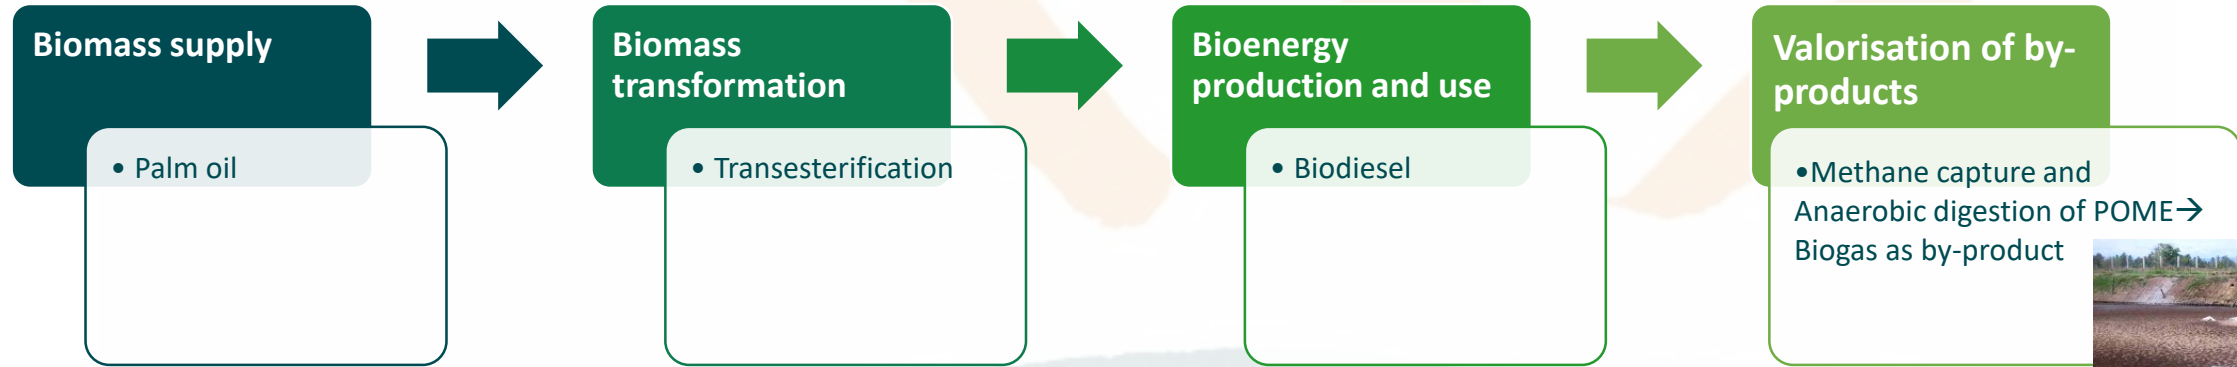 Biomass supply
• Palm oil
Biomass
transformation
• Transesterification
Bioenergy
production and use
• Biodiesel
Valorisation of by-
products
•Methane capture and
Anaerobic digestion of POME→
Biogas as by-product